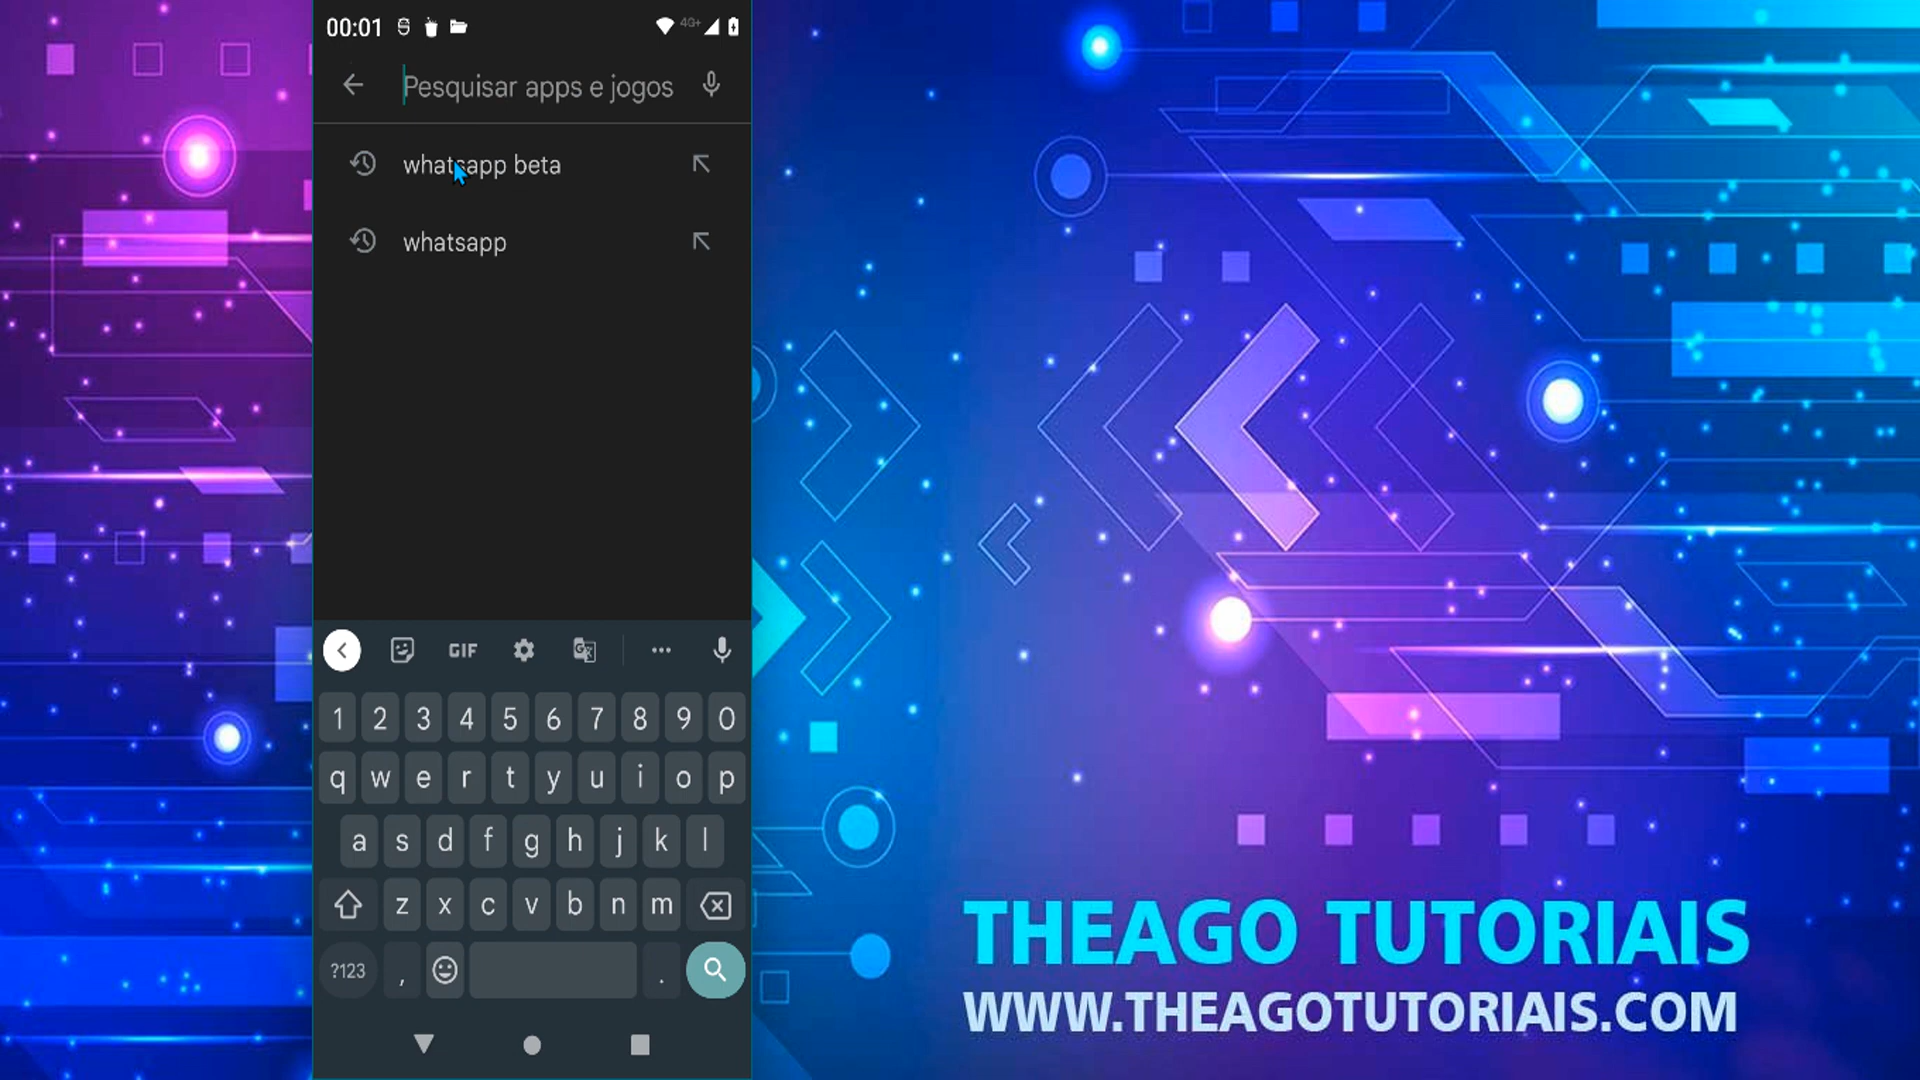 00:01 4G+
Pesquisar apps e jogos
whatsapp beta
whatsapp
GIF
1 2 3 4 5 6 7 8 9 0
q w e r t y u i o p
a s d f g h j k l
z x c v b n m
?123 , .
THEAGO TUTORIAIS
WWW.THEAGOTUTORIAIS.COM